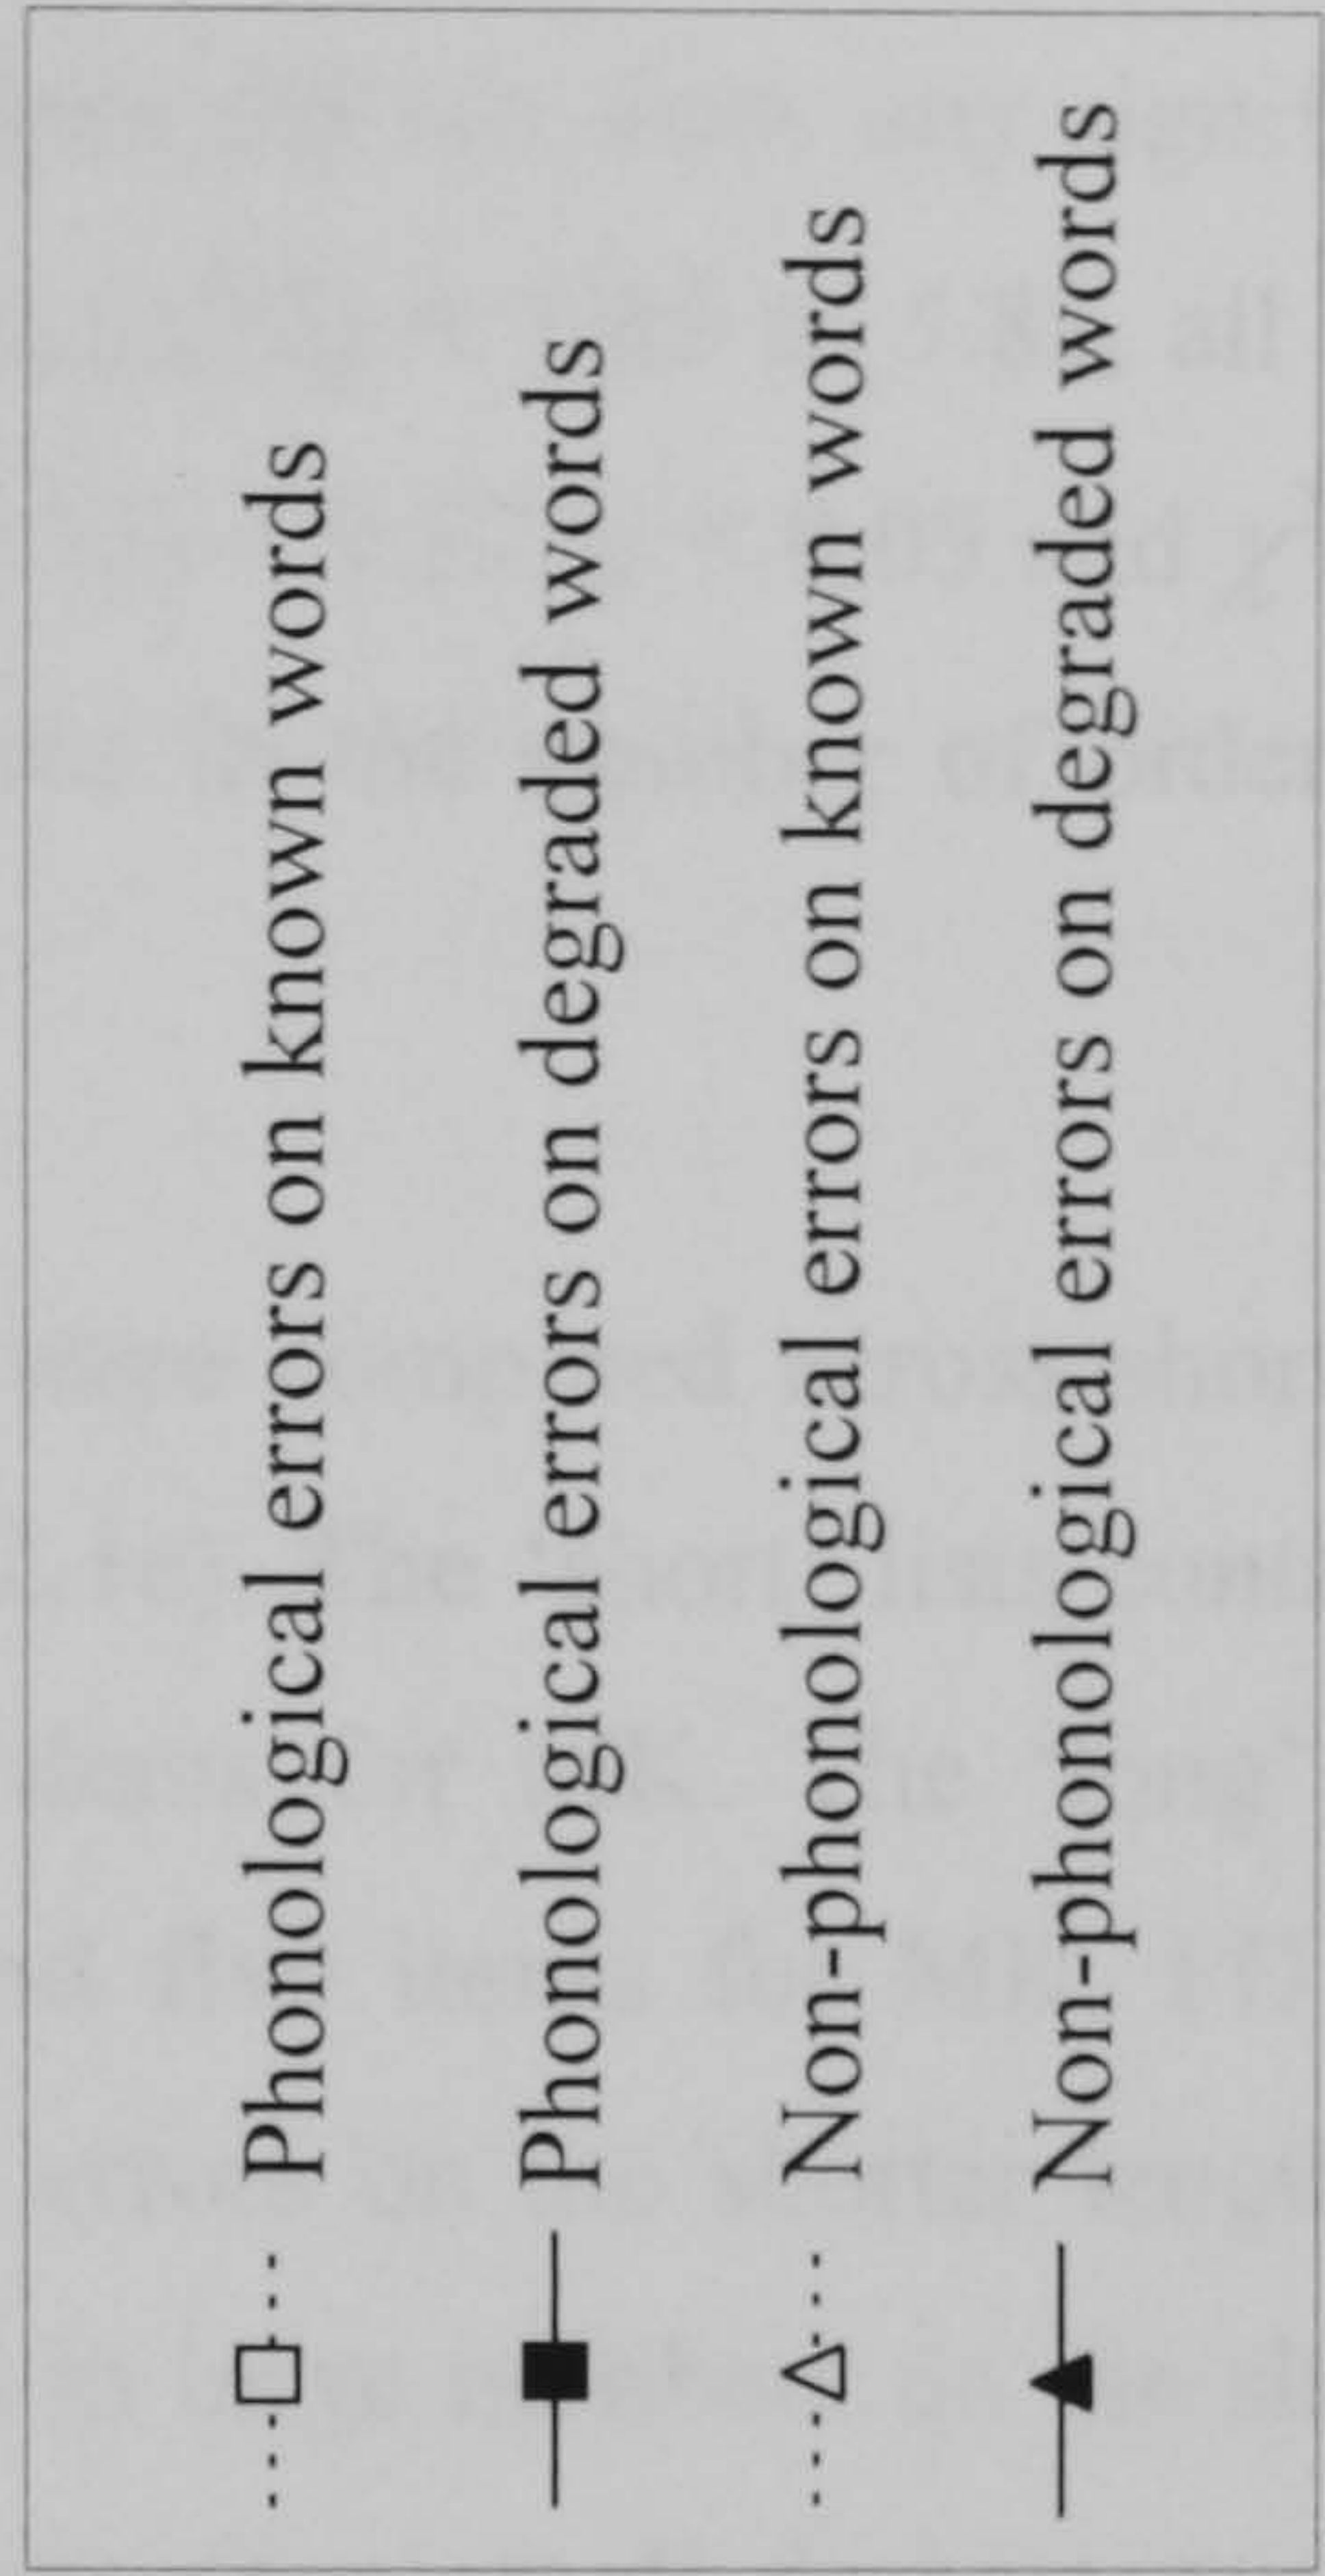 Phonological errors on known words
Phonological errors on degraded words
Non-phonological errors on known words
Non-phonological errors on degraded words